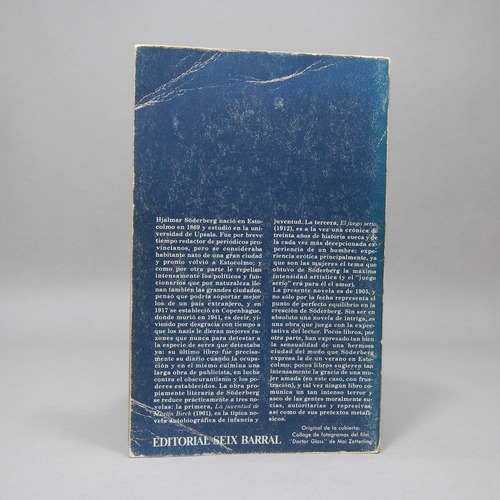 Hjalmar Söderberg nació en Esto-
colmo en 1869 y estudió en la uni-
versidad de Upsala. Fue por breve
tiempo redactor de periódicos pro-
vincianos, pero se consideraba
habitante nato de una gran ciudad
y pronto volvió a Estocolmo; y
como por otra parte le repelían
intensamente los políticos y fun-
cionarios que por naturaleza lle-
nan también las grandes ciudades,
pensó que podría soportar mejor
los de un país extranjero, y en
1917 se estableció en Copenhague,
donde murió en 1941, es decir, vi-
viendo por desgracia con tiempo a
que los nazis le dieran mejores razo-
nes que nunca para detestar a
la especie de seres que detestaba
ya: su último libro fue precisa-
mente su diario cuando la ocupa-
ción y en el mismo culmina una
larga obra de publicista, en lucha
contra el obscurantismo y los po-
deres establecidos. La obra pro-
piamente literaria de Söderberg
se reduce prácticamente a tres no-
velas: la primera, La juventud de
Martin Birck (1901), es la típica no-
vela autobiográfica de infancia y
juventud. La tercera, El juego serio
(1912), es a la vez una crónica de
treinta años de historia sueca y de
la cada vez más decepcionada ex-
periencia de un hombre: expe-
riencia erótica principalmente, ya
que son las mujeres el tema que
obtuvo de Söderberg la máxima
intensidad artística (y el "juego
serio" era para él el amor).
La presente novela es de 1905, y
no sólo por la fecha representa el
punto de perfecto equilibrio en la
creación de Söderberg. Sin ser en
absoluto una novela de intriga, es
una obra que juega con la expec-
tativa del lector. Pocos libros, por
otra parte, han expresado tan bien
la sensualidad de una hermosa
ciudad del modo que Söderberg
expresa la de un verano en Esto-
colmo; pocos libros sugieren tan
intensamente la gracia de una mu-
jer amada (en este caso, con frus-
tración), y tal vez ningún libro co-
munica un tan intenso terror y
asco de las gentes moralmente su-
cias, autoritarias y represivas,
así como de sus pretextos metafí-
sicos.
Original de la cubierta:
Collage de fotogramas del film
"Doctor Glass" de Mai Zetterling
EDITORIAL SEIX BARRAL